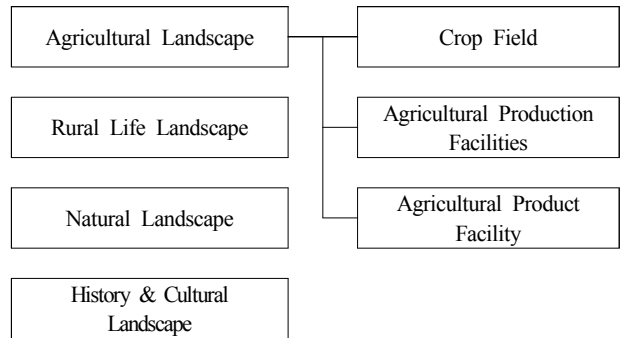 Agricultural Landscape
Crop Field
Rural Life Landscape
Agricultural Production
Facilities
Natural Landscape
Agricultural Product
Facility
History & Cultural
Landscape